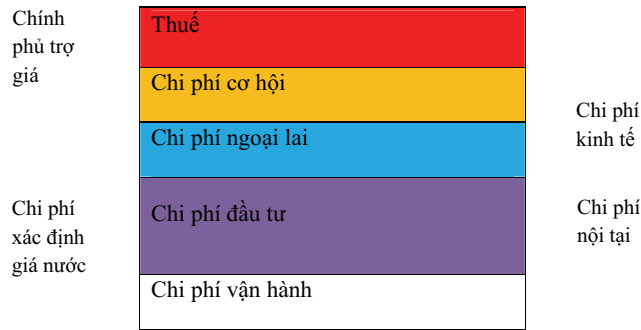 Chính
phủ trợ
giá
Thuế
Chi phí cơ hội
Chi phí ngoại lai
Chi phí
kinh tế
Chi phí
xác định
giá nước
Chi phí đầu tư
Chi phí
nội tại
Chi phí vận hành